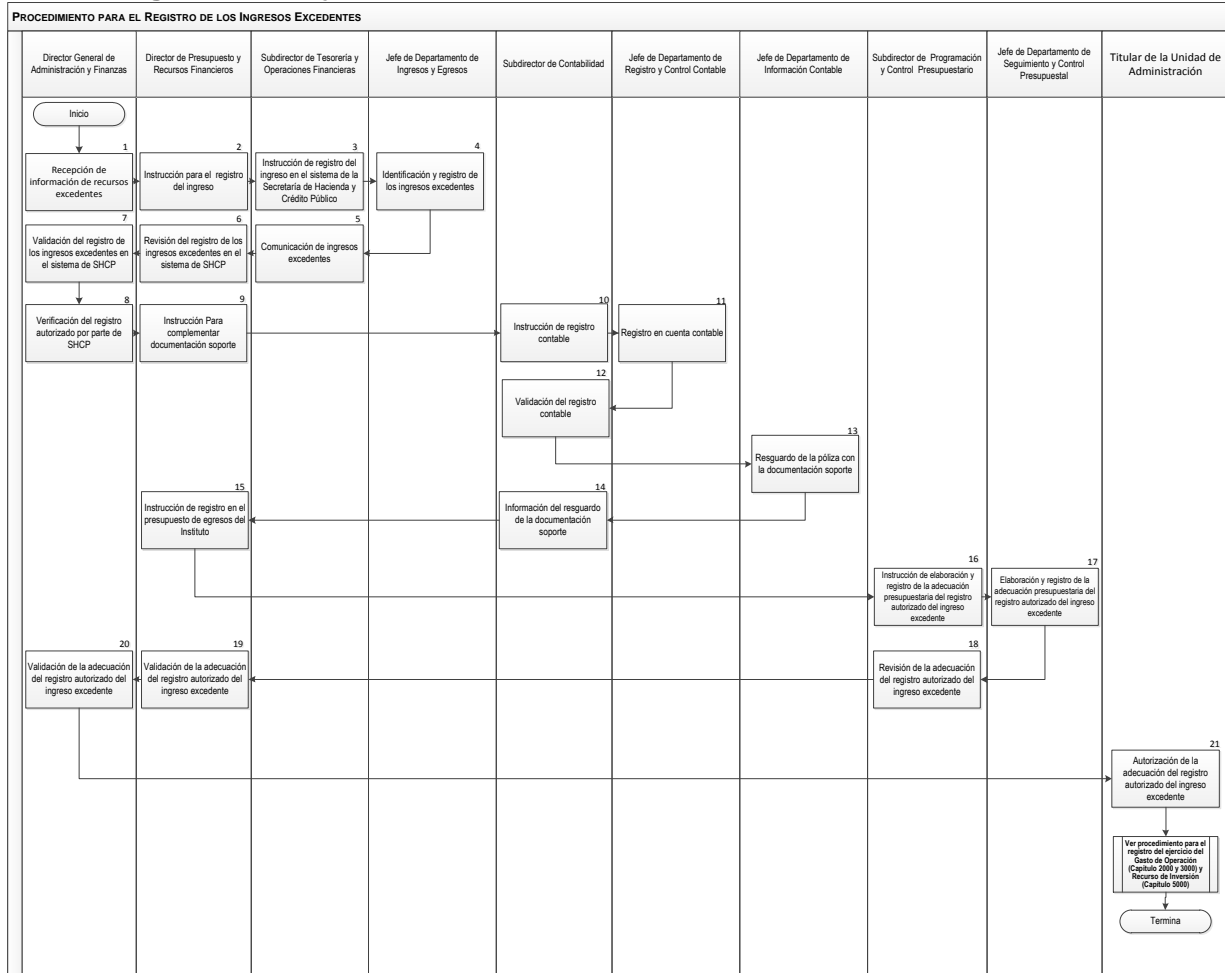 PROCEDIMIENTO PARA EL REGISTRO DE LOS INGRESOS EXCEDENTES
Director General de
Administración y Finanzas
Director de Presupuesto y
Recursos Financieros
Subdirector de Tesorería y
Operaciones Financieras
Jefe de Departamento de
Ingresos y Egresos
Subdirector de Contabilidad
Jefe de Departamento de
Registro y Control Contable
Jefe de Departamento de
Información Contable
Subdirector de Programación
y Control Presupuestario
Jefe de Departamento de
Seguimiento y Control
Presupuestal
Titular de la Unidad de
Administración
Inicio
1
Recepción de
información de recursos
excedentes
2
Instrucción para el registro
del ingreso
3
Instrucción de registro del
ingreso en el sistema de la
Secretaría de Hacienda y
Crédito Público
4
Identificación y registro de
los ingresos excedentes
7
Validación del registro de
los ingresos excedentes en
el sistema de SHCP
6
Revisión del registro de los
ingresos excedentes en el
sistema de SHCP
5
Comunicación de ingresos
excedentes
8
Verificación del registro
autorizado por parte de
SHCP
9
Instrucción Para
complementar
documentación soporte
10
Instrucción de registro
contable
11
Registro en cuenta contable
12
Validación del registro
contable
13
Resguardo de la póliza con
la documentación soporte
15
Instrucción de registro en el
presupuesto de egresos del
Instituto
14
Información del resguardo
de la documentación
soporte
16
Instrucción de elaboración y
registro de la adecuación
presupuestaria del registro
autorizado del ingreso
excedente
17
Elaboración y registro de la
adecuación presupuestaria del
registro autorizado del ingreso
excedente
20
Validación de la adecuación
del registro autorizado del
ingreso excedente
19
Validación de la adecuación
del registro autorizado del
ingreso excedente
18
Revisión de la adecuación
del registro autorizado del
ingreso excedente
21
Autorización de la
adecuación del registro
autorizado del ingreso
excedente
Ver procedimiento para el
registro del ejercicio del
Gasto de Operación
(Capítulo 2000 y 3000) y
Recurso de Inversión
(Capítulo 5000)
Termina